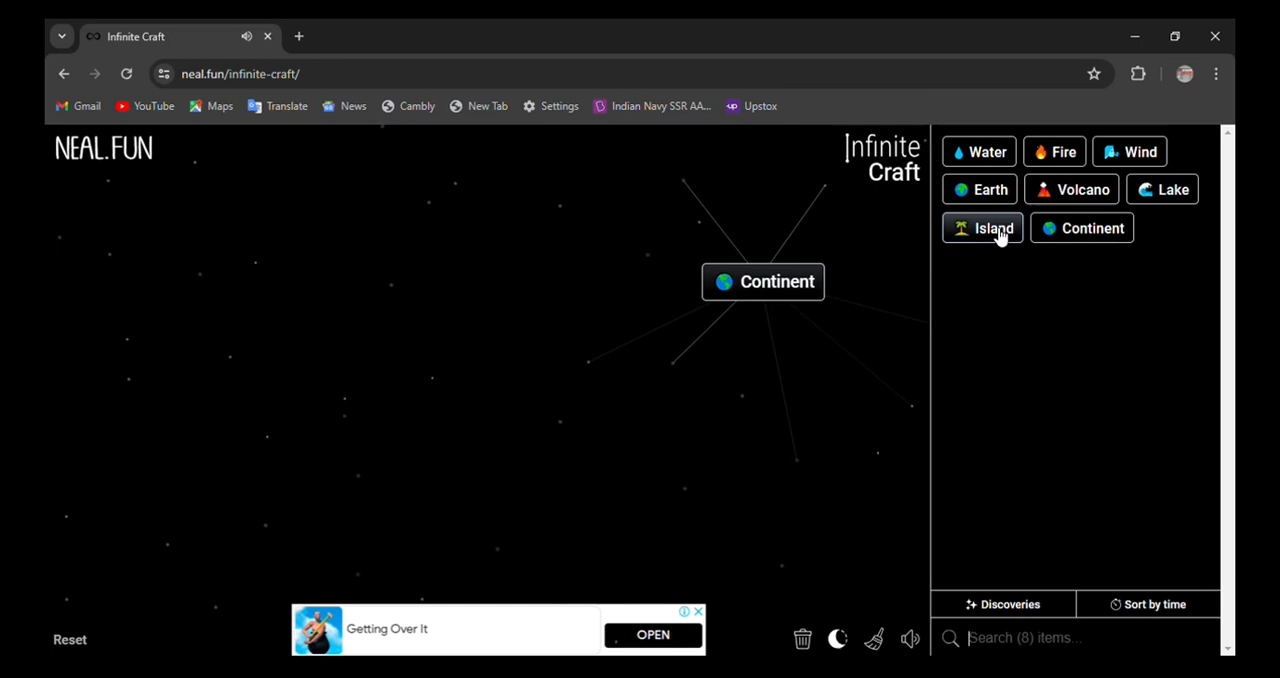 Infinite Craft
neal.fun/infinite-craft/
Gmail YouTube Maps Translate News Cambly New Tab Settings Indian Navy SSR AA... Upstox
NEAL.FUN
Infinite
Craft
Water Fire Wind
Earth Volcano Lake
Island Continent
Continent
Discoveries Sort by time
Getting Over It
OPEN
Reset
Search (8) items...